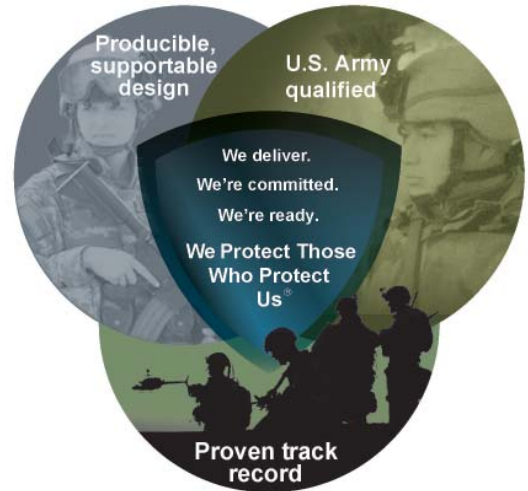 Producible,
supportable
design
U.S. Army
qualified
We deliver.
We're committed.
We're ready.
We Protect Those
Who Protect
Us®
Proven track
record